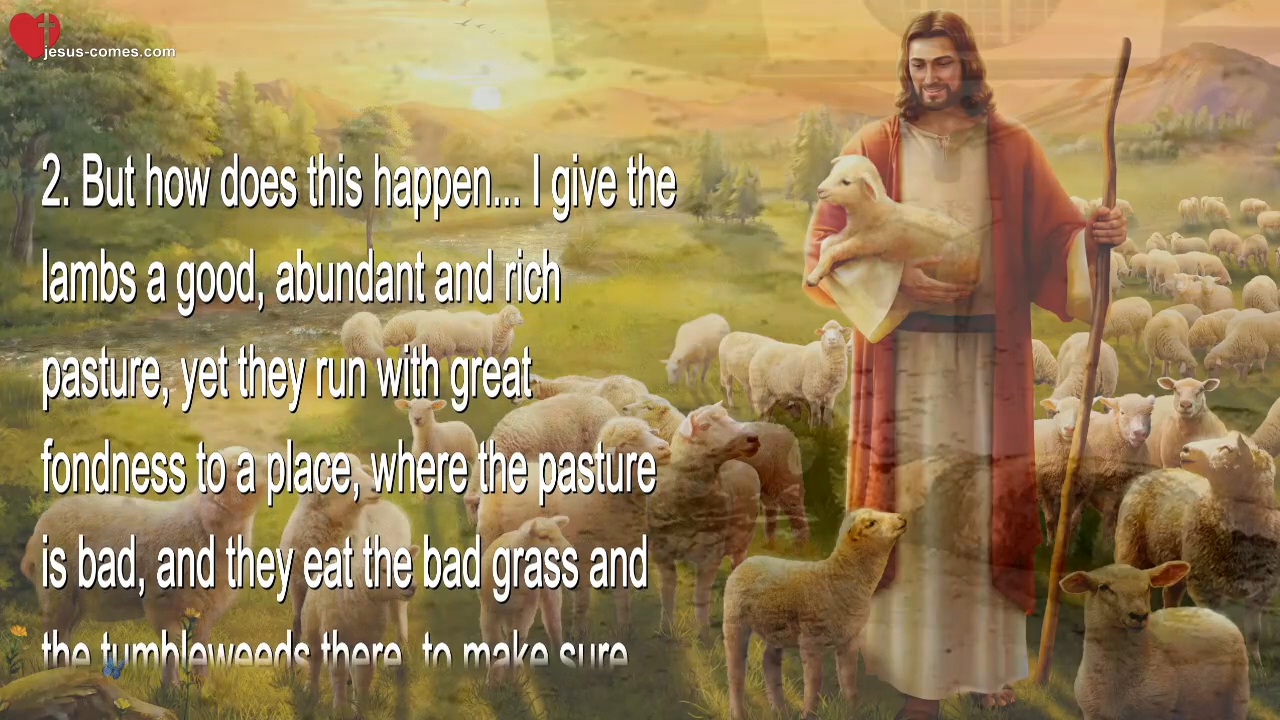 jesus-comes.com
2. But how does this happen... I give the
lambs a good, abundant and rich
pasture, yet they run with great
fondness to a place, where the pasture
is bad, and they eat the bad grass and
the tumbleweeds there, to make sure